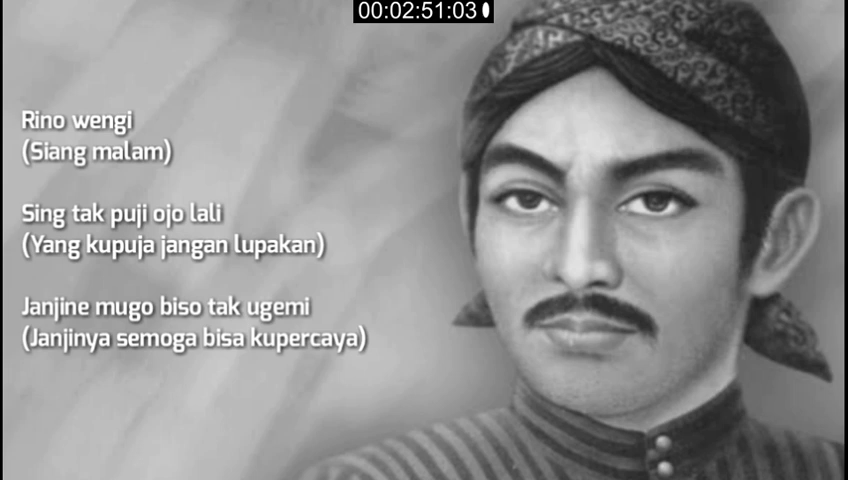 00:02:51:03
Rino wengi
(Siang malam)
Sing tak puji ojo lali
(Yang kupuja jangan lupakan)
Janjine mugo biso tak ugemi
(Janjinya semoga bisa kupercaya)